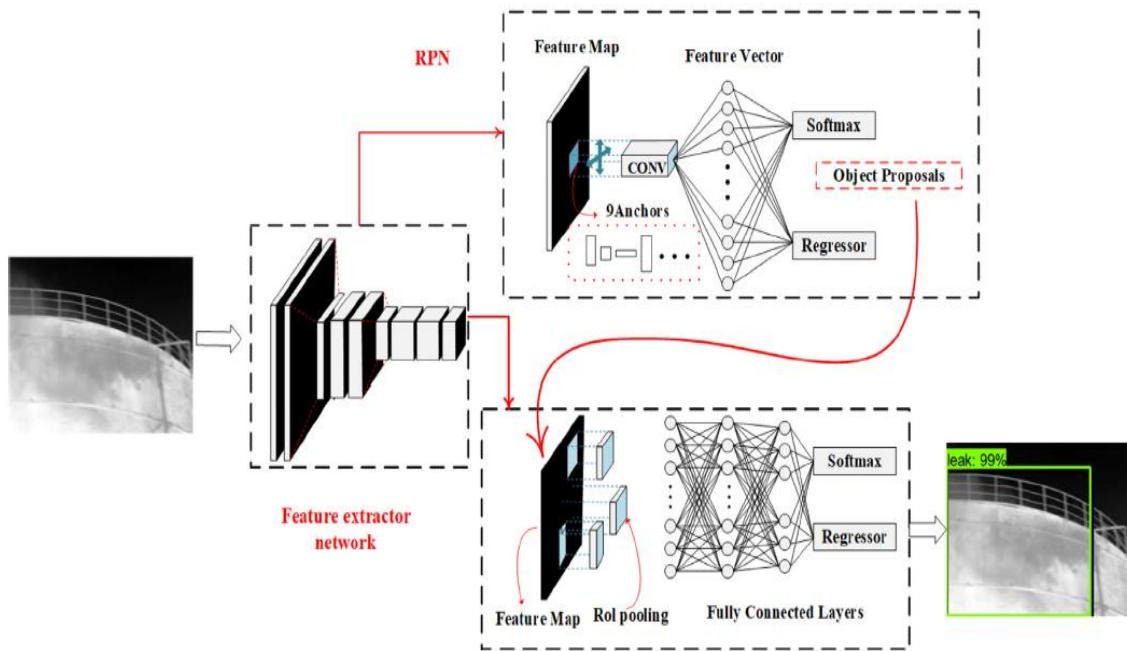 RPN
Feature Map
Feature Vector
Softmax
CONV
Object Proposals
9Anchors
Regressor
Feature extractor
network
leak: 99%
Softmax
Regressor
Feature Map
RoI pooling
Fully Connected Layers